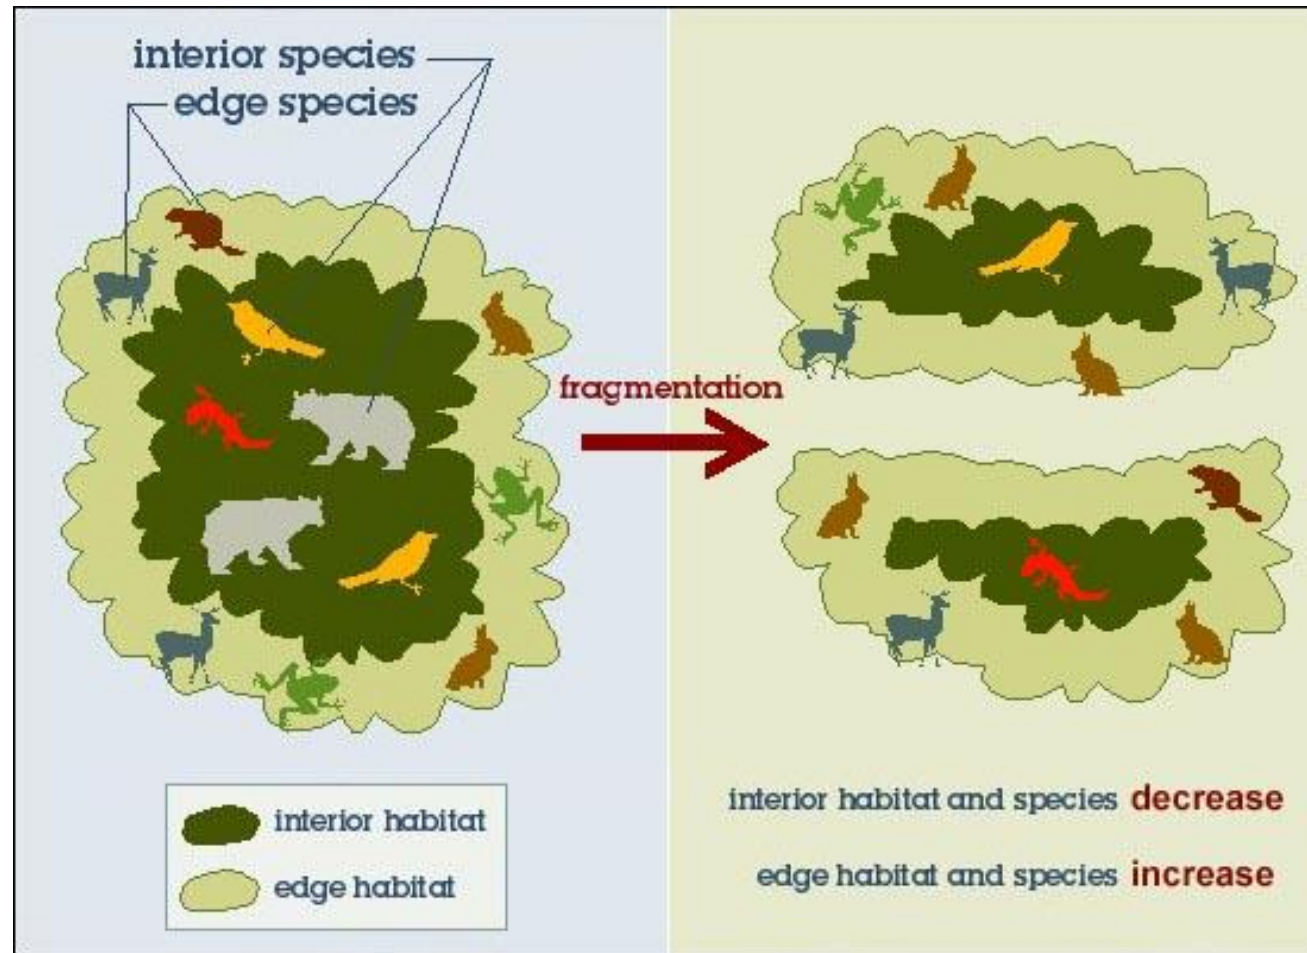 interior species
edge species
fragmentation
interior habitat
edge habitat
interior habitat and species decrease
edge habitat and species increase